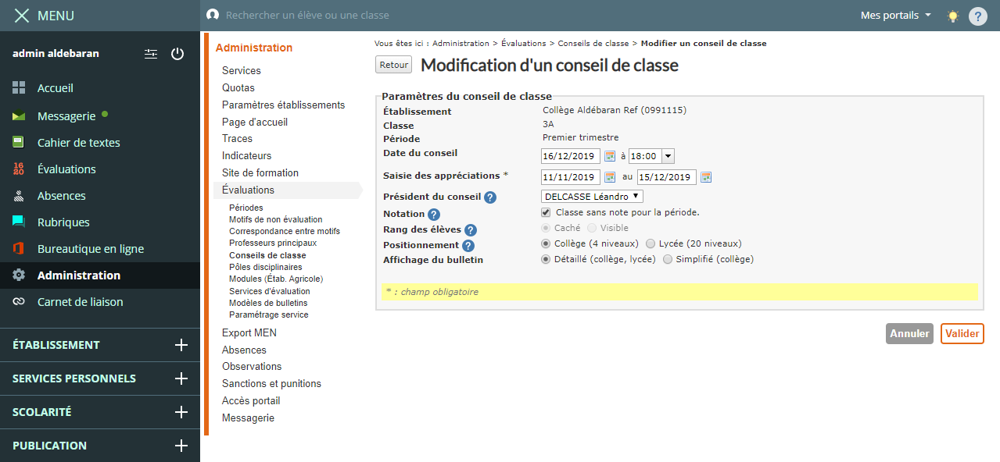 MENU
Rechercher un élève ou une classe
Mes portails
?
admin aldebaran
Accueil
Messagerie
Cahier de textes
16
20
Évaluations
Absences
Rubriques
Bureautique en ligne
Administration
Carnet de liaison
ÉTABLISSEMENT
SERVICES PERSONNELS
SCOLARITÉ
PUBLICATION
Administration
Services
Quotas
Paramètres établissements
Page d'accueil
Traces
Indicateurs
Site de formation
Évaluations
Périodes
Motifs de non évaluation
Correspondance entre motifs
Professeurs principaux
Conseils de classe
Pôles disciplinaires
Modules (Étab. Agricole)
Services d'évaluation
Modèles de bulletins
Paramétrage service
Export MEN
Absences
Observations
Sanctions et punitions
Accès portail
Messagerie
Vous êtes ici : Administration > Évaluations > Conseils de classe > Modifier un conseil de classe
Retour Modification d'un conseil de classe
Paramètres du conseil de classe
Établissement Collège Aldébaran Ref (0991115)
Classe 3A
Période Premier trimestre
Date du conseil 16/12/2019 à 18:00
Saisie des appréciations * 11/11/2019 au 15/12/2019
Président du conseil ? DELCASSE Léandro
Notation ? Classe sans note pour la période.
Rang des élèves ? Caché Visible
Positionnement ? Collège (4 niveaux) Lycée (20 niveaux)
Affichage du bulletin Détaillé (collège, lycée) Simplifié (collège)
* : champ obligatoire
Annuler Valider